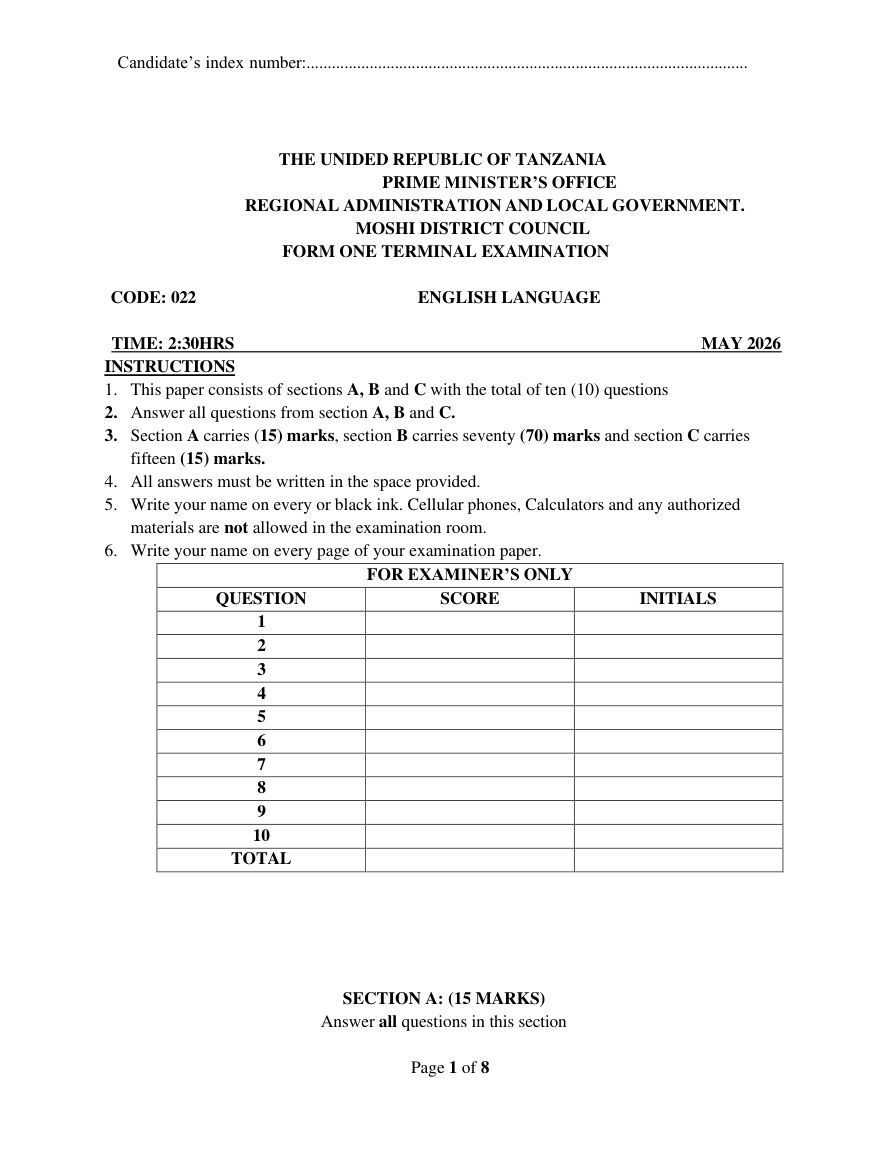 Candidate's index number:..........................................................................................................
THE UNIDED REPUBLIC OF TANZANIA
PRIME MINISTER'S OFFICE
REGIONAL ADMINISTRATION AND LOCAL GOVERNMENT.
MOSHI DISTRICT COUNCIL
FORM ONE TERMINAL EXAMINATION
CODE: 022 ENGLISH LANGUAGE
TIME: 2:30HRS MAY 2026
INSTRUCTIONS
1. This paper consists of sections A, B and C with the total of ten (10) questions
2. Answer all questions from section A, B and C.
3. Section A carries (15) marks, section B carries seventy (70) marks and section C carries
fifteen (15) marks.
4. All answers must be written in the space provided.
5. Write your name on every or black ink. Cellular phones, Calculators and any authorized
materials are not allowed in the examination room.
6. Write your name on every page of your examination paper.
FOR EXAMINER'S ONLY
QUESTION SCORE INITIALS
1
2
3
4
5
6
7
8
9
10
TOTAL
SECTION A: (15 MARKS)
Answer all questions in this section
Page 1 of 8